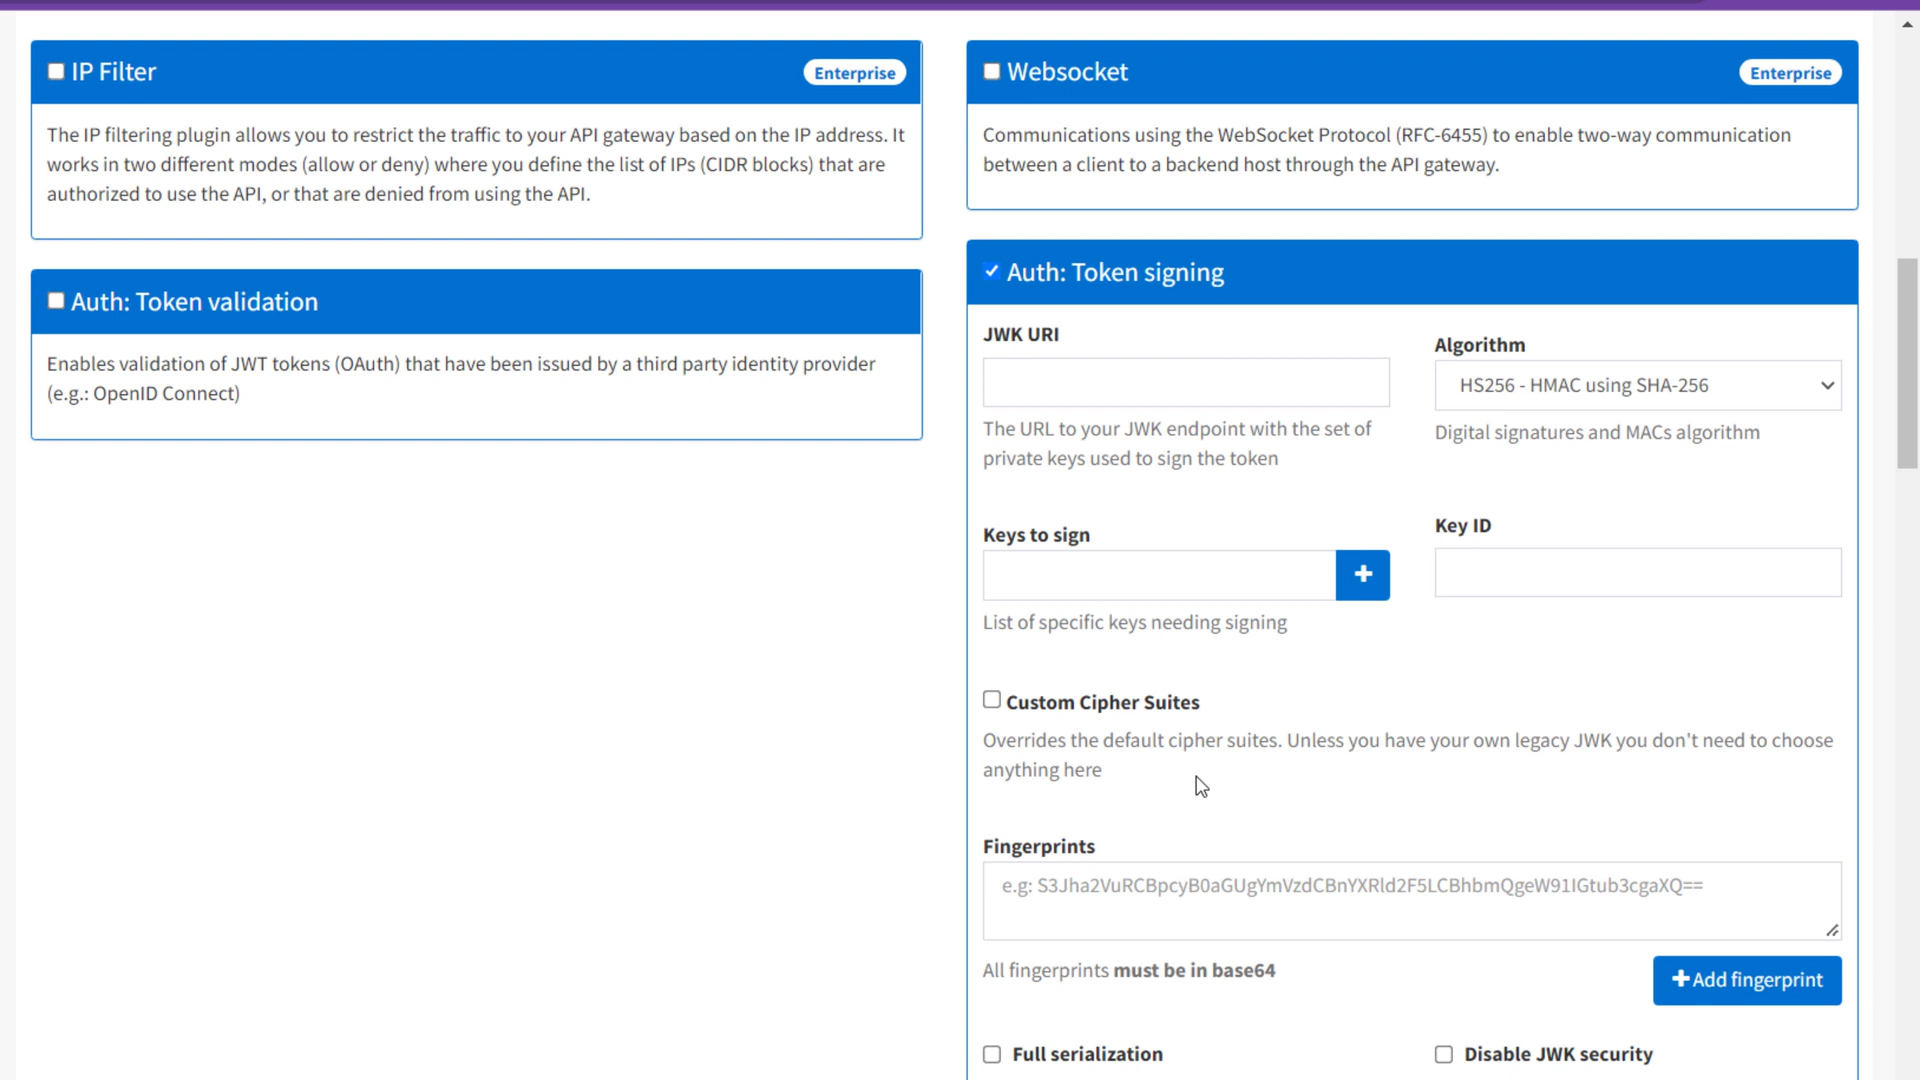 IP Filter
Enterprise
The IP filtering plugin allows you to restrict the traffic to your API gateway based on the IP address. It
works in two different modes (allow or deny) where you define the list of IPs (CIDR blocks) that are
authorized to use the API, or that are denied from using the API.
Auth: Token validation
Enables validation of JWT tokens (OAuth) that have been issued by a third party identity provider
(e.g.: OpenID Connect)
Websocket
Enterprise
Communications using the WebSocket Protocol (RFC-6455) to enable two-way communication
between a client to a backend host through the API gateway.
Auth: Token signing
JWK URI
The URL to your JWK endpoint with the set of
private keys used to sign the token
Algorithm
HS256 - HMAC using SHA-256
Digital signatures and MACs algorithm
Keys to sign
List of specific keys needing signing
Key ID
Custom Cipher Suites
Overrides the default cipher suites. Unless you have your own legacy JWK you don't need to choose
anything here
Fingerprints
e.g: S3Jha2VuRCBpcyB0aGUgYmVzdCBnYXRld2F5LCBhbmQgeW91IGtub3cgaXQ==
All fingerprints must be in base64
Add fingerprint
Full serialization
Disable JWK security